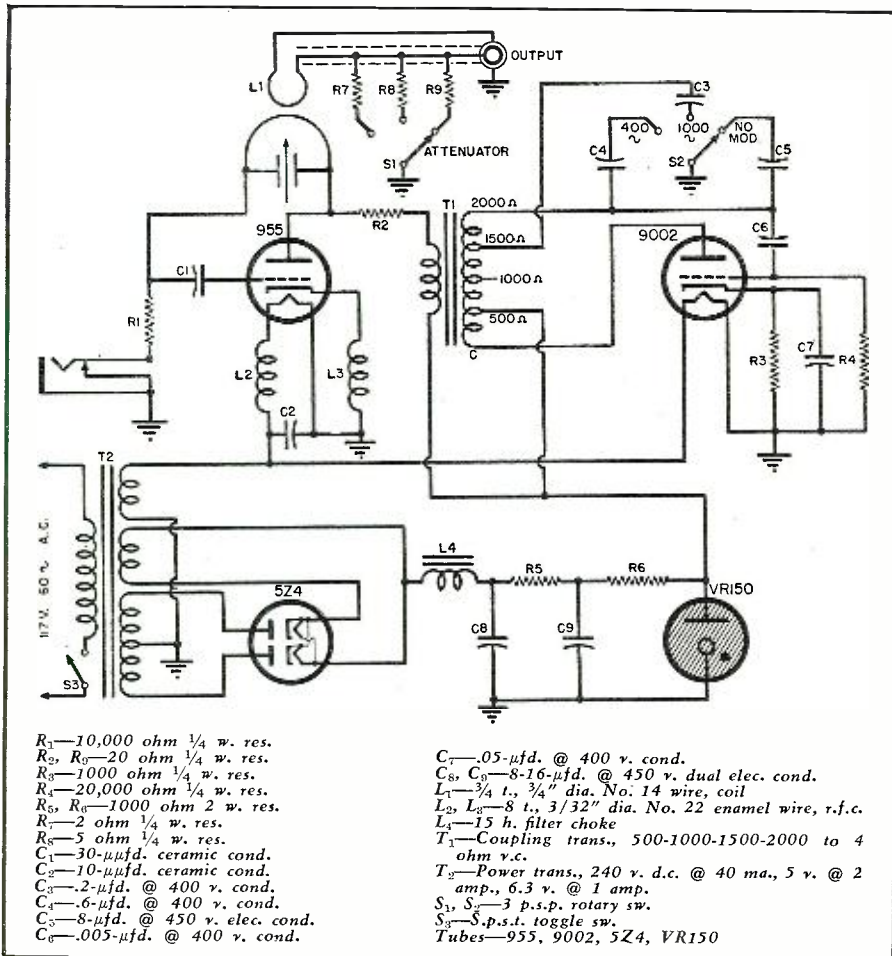 OUTPUT
L1
R7
R8
R9
C3
400 ~
1000 ~
NO MOD
C4
S1
ATTENUATOR
S2
C5
955
R2
T1
2000Ω
1500Ω
1000Ω
500Ω
C
9002
C6
C1
R1
L2
L3
C2
R3
C7
R4
T2
117 V. 60 ~ A.C.
S3
5Z4
L4
R5
R6
VR150
C8
C9
R₁—10,000 ohm ¼ w. res.
R₂, R₉—20 ohm ¼ w. res.
R₃—1000 ohm ¼ w. res.
R₄—20,000 ohm ¼ w. res.
R₅, R₆—1000 ohm 2 w. res.
R₇—2 ohm ¼ w. res.
R₈—5 ohm ¼ w. res.
C₁—30-μμfd. ceramic cond.
C₂—10-μμfd. ceramic cond.
C₃—.2-μfd. @ 400 v. cond.
C₄—.6-μfd. @ 400 v. cond.
C₅—8-μfd. @ 450 v. elec. cond.
C₆—.005-μfd. @ 400 v. cond.
C₇—.05-μfd. @ 400 v. cond.
C₈, C₉—8-16-μfd. @ 450 v. dual elec. cond.
L₁—¾ t., ¾" dia. No. 14 wire, coil
L₂, L₃—8 t., 3/32" dia. No. 22 enamel wire, r.f.c.
L₄—15 h. filter choke
T₁—Coupling trans., 500-1000-1500-2000 to 4
ohm v.c.
T₂—Power trans., 240 v. d.c. @ 40 ma., 5 v. @ 2
amp., 6.3 v. @ 1 amp.
S₁, S₂—3 p.s.p. rotary sw.
S₃—S.p.s.t. toggle sw.
Tubes—955, 9002, 5Z4, VR150